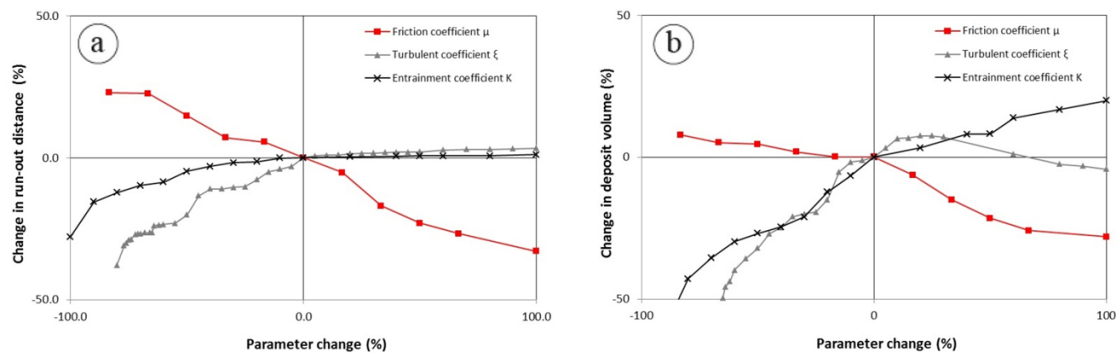 a
50.0
Friction coefficient μ
Turbulent coefficient ξ
Entrainment coefficient K
Change in run-out distance (%)
0.0
-50.0
-100.0
0.0
100.0
Parameter change (%)
b
50.0
Friction coefficient μ
Turbulent coefficient ξ
Entrainment coefficient K
Change in deposit volume (%)
0
-50
-100
0
100
Parameter change (%)